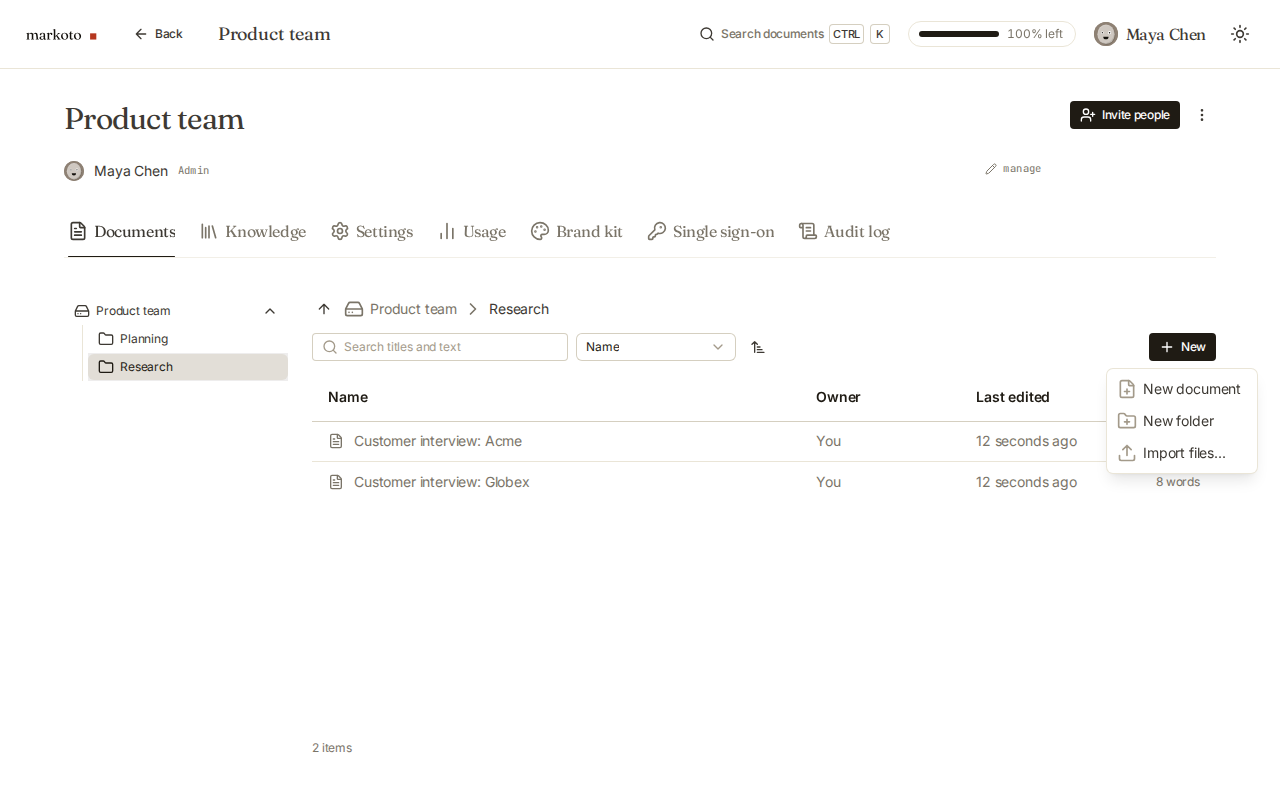 markoto
Back
Product team
Search documents CTRL K
100% left
Maya Chen
Product team
Invite people
Maya Chen Admin
manage
Documents
Knowledge
Settings
Usage
Brand kit
Single sign-on
Audit log
Product team
Planning
Research
Product team
Research
Search titles and text
Name
New
New document
New folder
Import files...
Name Owner Last edited
Customer interview: Acme You 12 seconds ago
Customer interview: Globex You 12 seconds ago 8 words
2 items